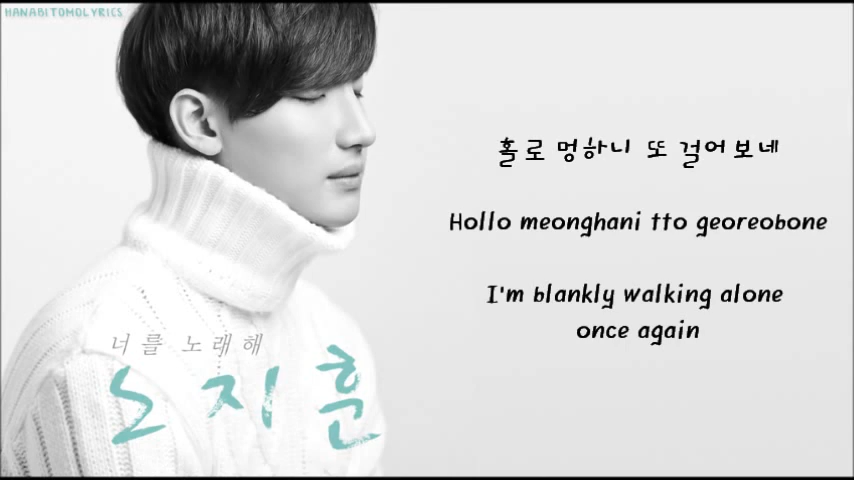 HANABITOMOLYRICS
너를 노래해
노지훈
홀로 멍하니 또 걸어보네
Hollo meonghani tto georeobone
I'm blankly walking alone
once again